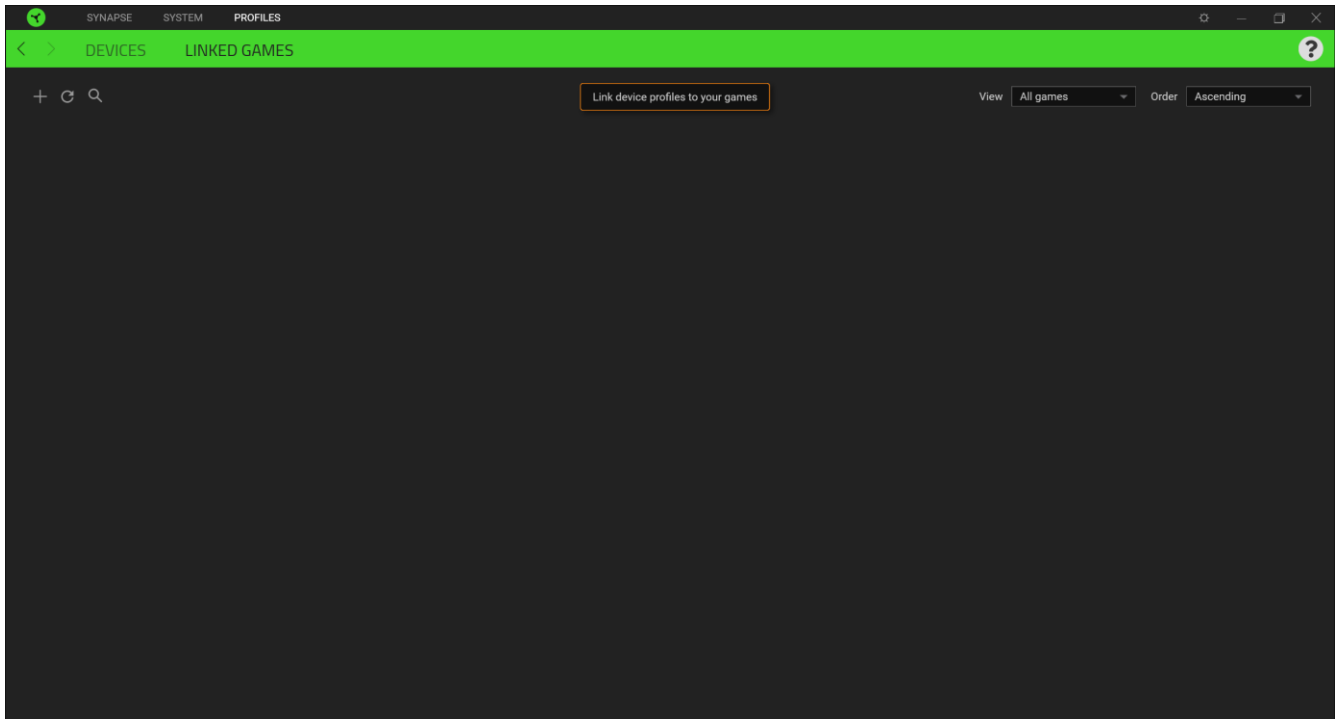 SYNAPSE SYSTEM PROFILES
DEVICES LINKED GAMES ?
Link device profiles to your games View All games Order Ascending